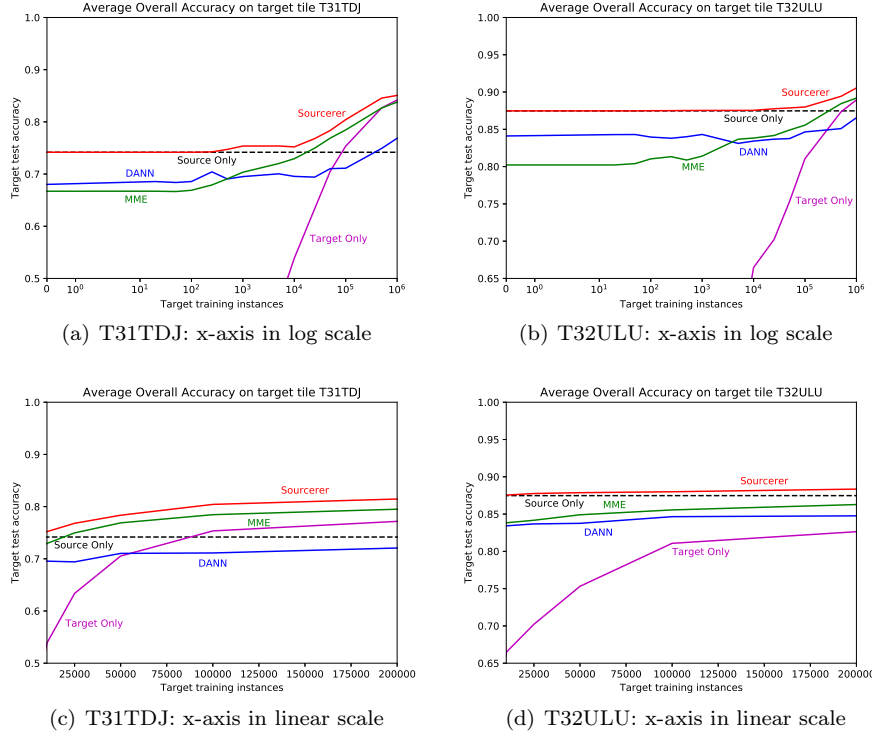 Average Overall Accuracy on target tile T31TDJ
1.0
0.9
0.8
0.7
0.6
0.5
Target test accuracy
Sourcerer
Source Only
DANN
MME
Target Only
0
10^0
10^1
10^2
10^3
10^4
10^5
10^6
Target training instances
(a) T31TDJ: x-axis in log scale
Average Overall Accuracy on target tile T32ULU
1.00
0.95
0.90
0.85
0.80
0.75
0.70
0.65
Target test accuracy
Sourcerer
Source Only
DANN
MME
Target Only
0
10^0
10^1
10^2
10^3
10^4
10^5
10^6
Target training instances
(b) T32ULU: x-axis in log scale
Average Overall Accuracy on target tile T31TDJ
1.0
0.9
0.8
0.7
0.6
0.5
Target test accuracy
Sourcerer
MME
Source Only
DANN
Target Only
25000 50000 75000 100000 125000 150000 175000 200000
Target training instances
(c) T31TDJ: x-axis in linear scale
Average Overall Accuracy on target tile T32ULU
1.00
0.95
0.90
0.85
0.80
0.75
0.70
0.65
Target test accuracy
Sourcerer
Source Only
MME
DANN
Target Only
25000 50000 75000 100000 125000 150000 175000 200000
Target training instances
(d) T32ULU: x-axis in linear scale